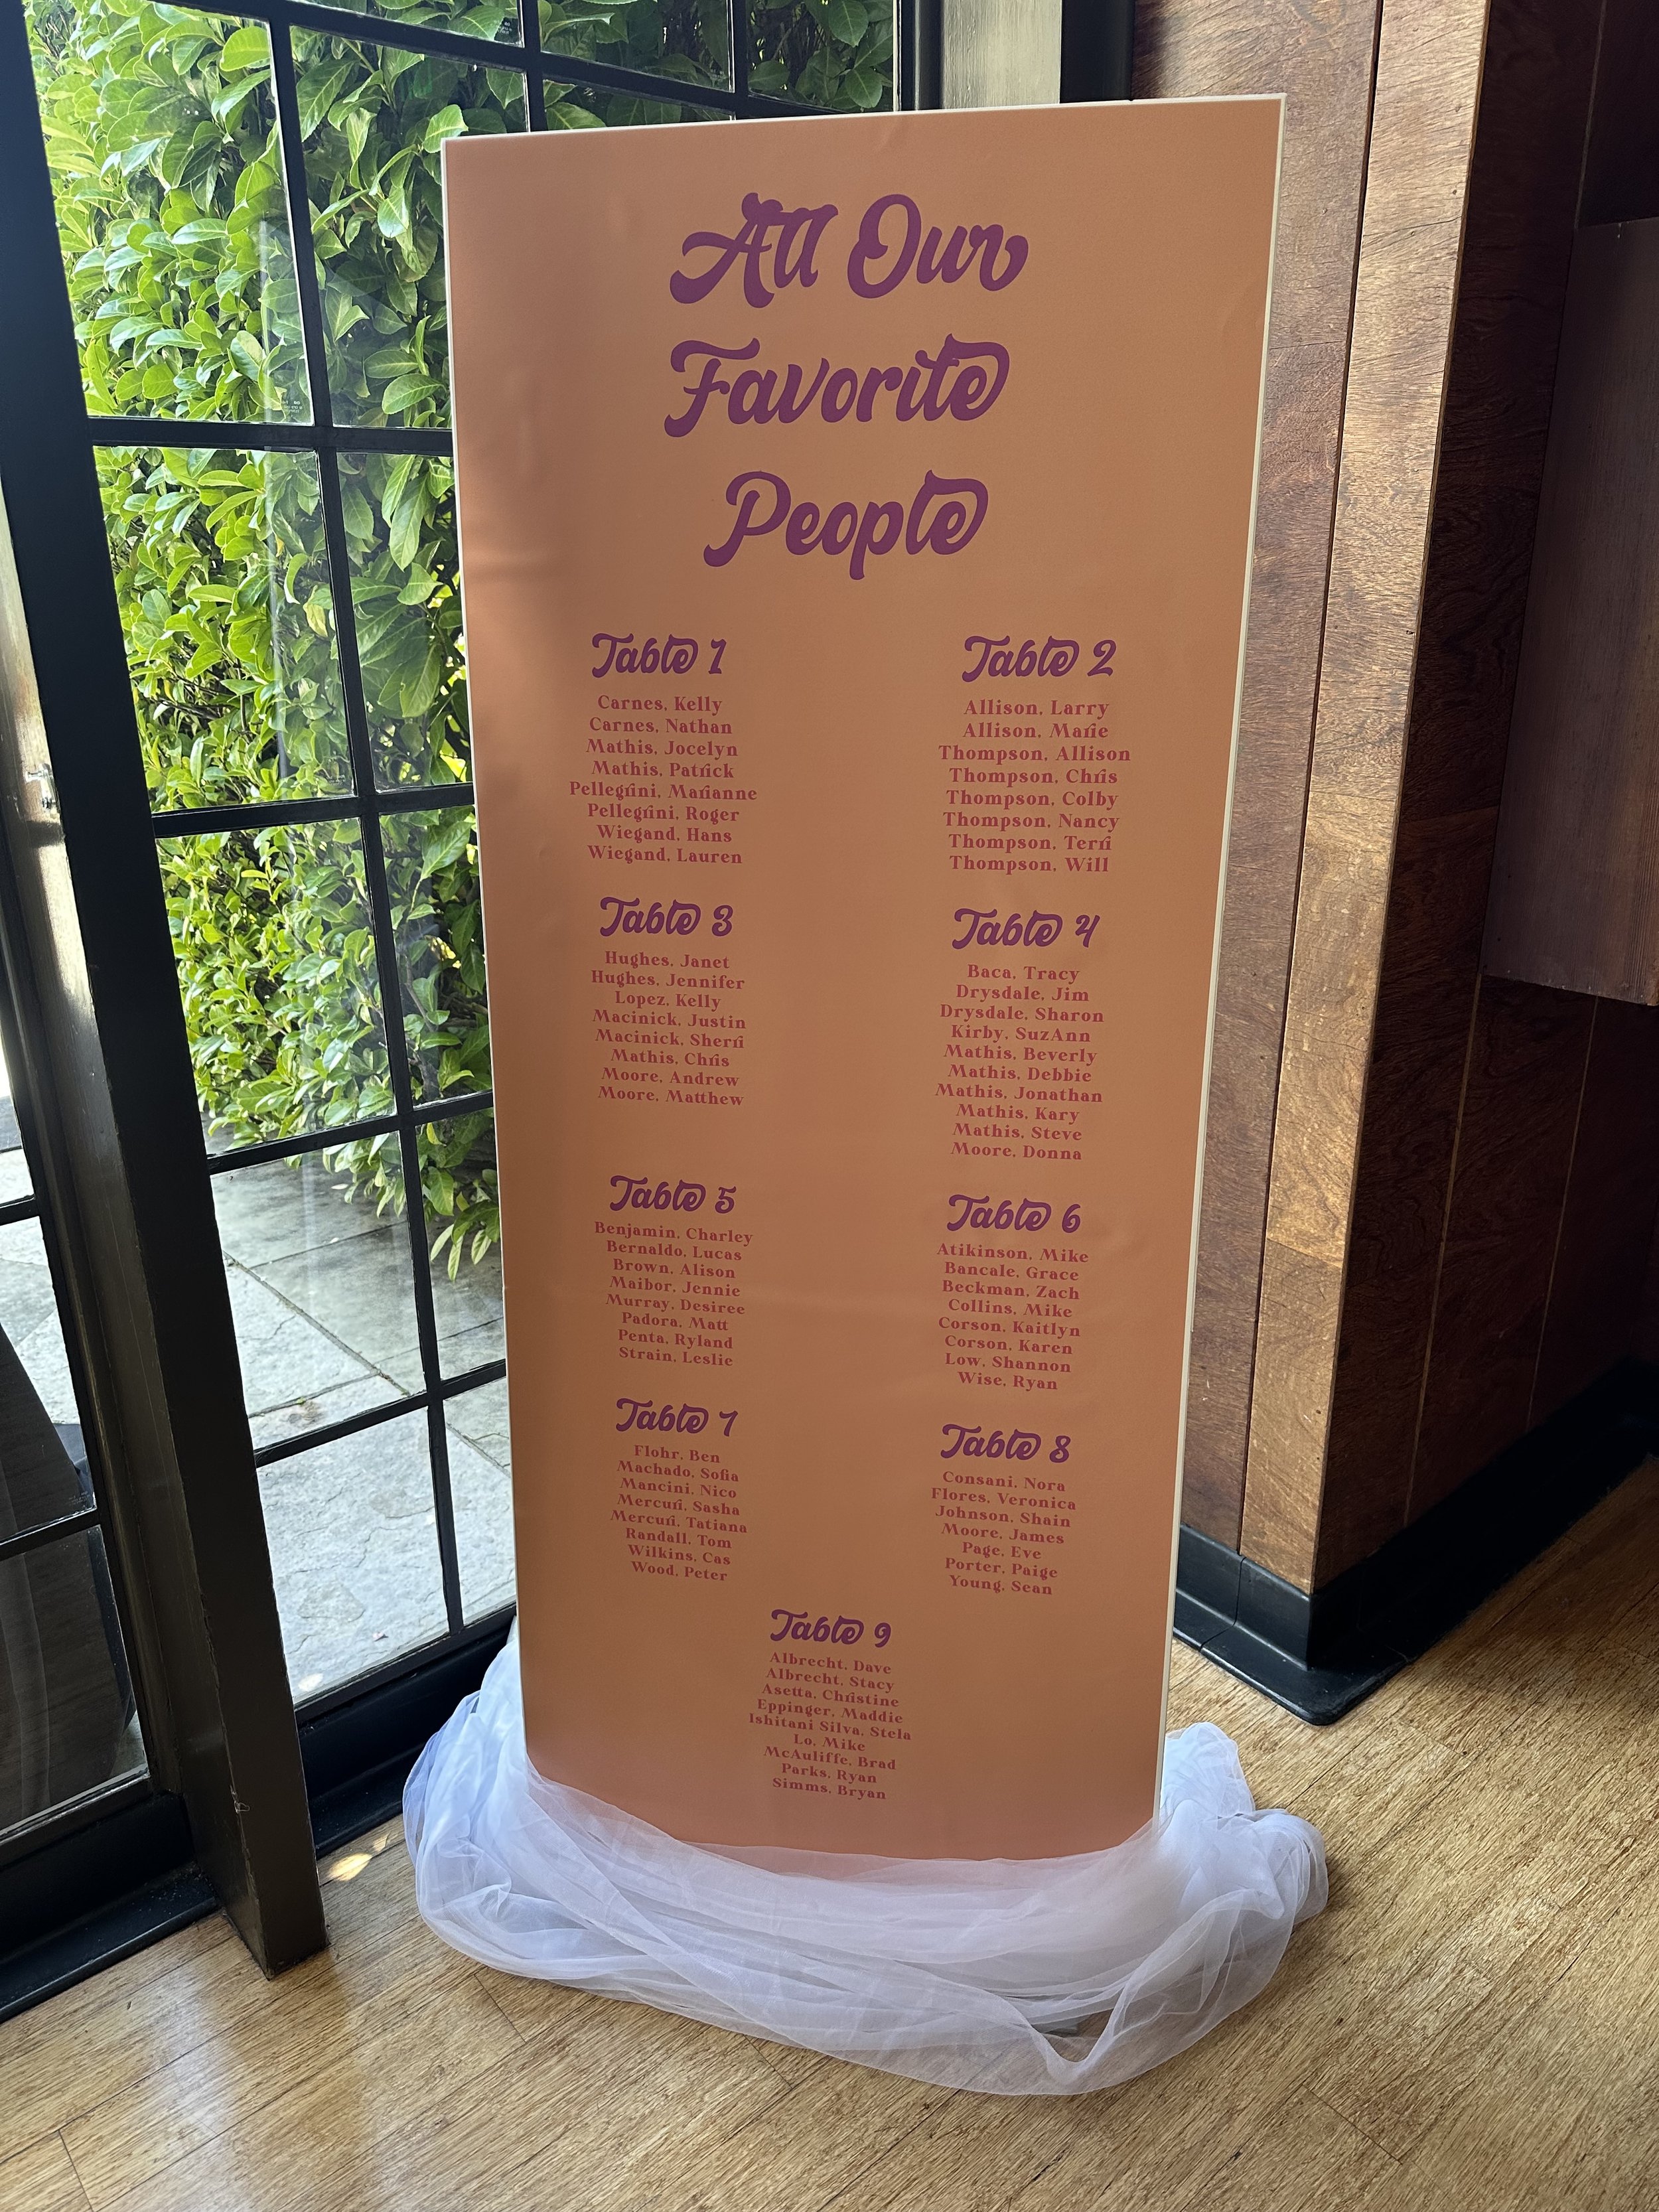 All Our
Favorite
People
Table 1
Carnes, Kelly
Carnes, Nathan
Mathis, Jocelyn
Mathis, Patrick
Pellegrini, Marianne
Pellegrini, Roger
Wiegand, Hans
Wiegand, Lauren
Table 2
Allison, Larry
Allison, Marie
Thompson, Allison
Thompson, Chris
Thompson, Colby
Thompson, Nancy
Thompson, Terri
Thompson, Will
Table 3
Hughes, Janet
Hughes, Jennifer
Lopez, Kelly
Macinick, Justin
Macinick, Sherri
Mathis, Chris
Moore, Andrew
Moore, Matthew
Table 4
Baca, Tracy
Drysdale, Jim
Drysdale, Sharon
Kirby, SuzAnn
Mathis, Beverly
Mathis, Debbie
Mathis, Jonathan
Mathis, Kary
Mathis, Steve
Moore, Donna
Table 5
Benjamin, Charley
Bernaldo, Lucas
Brown, Alison
Maibor, Jennie
Murray, Desiree
Padora, Matt
Penta, Ryland
Strain, Leslie
Table 6
Atikinson, Mike
Bancale, Grace
Beckman, Zach
Collins, Mike
Corson, Kaitlyn
Corson, Karen
Low, Shannon
Wise, Ryan
Table 7
Flohr, Ben
Machado, Sofia
Mancini, Nico
Mercuri, Sasha
Mercuri, Tatiana
Randall, Tom
Wilkins, Cas
Wood, Peter
Table 8
Consani, Nora
Flores, Veronica
Johnson, Shain
Moore, James
Page, Eve
Porter, Paige
Young, Sean
Table 9
Albrecht, Dave
Albrecht, Stacy
Asetta, Christine
Eppinger, Maddie
Ishitani Silva, Stela
Lo, Mike
McAuliffe, Brad
Parks, Ryan
Simms, Bryan